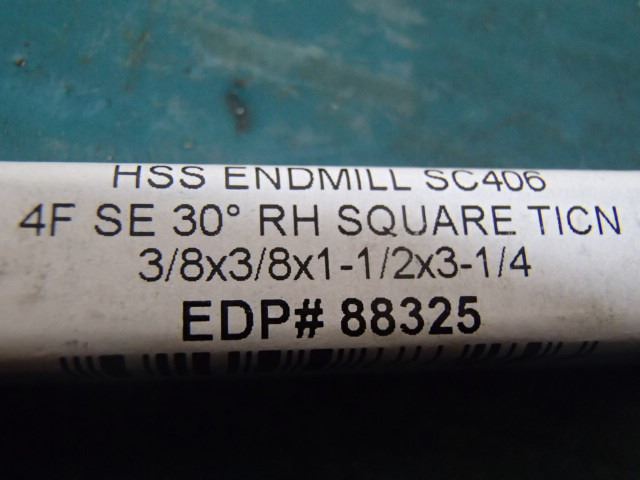 HSS ENDMILL SC406
4F SE 30° RH SQUARE TICN
3/8x3/8x1-1/2x3-1/4
EDP# 88325